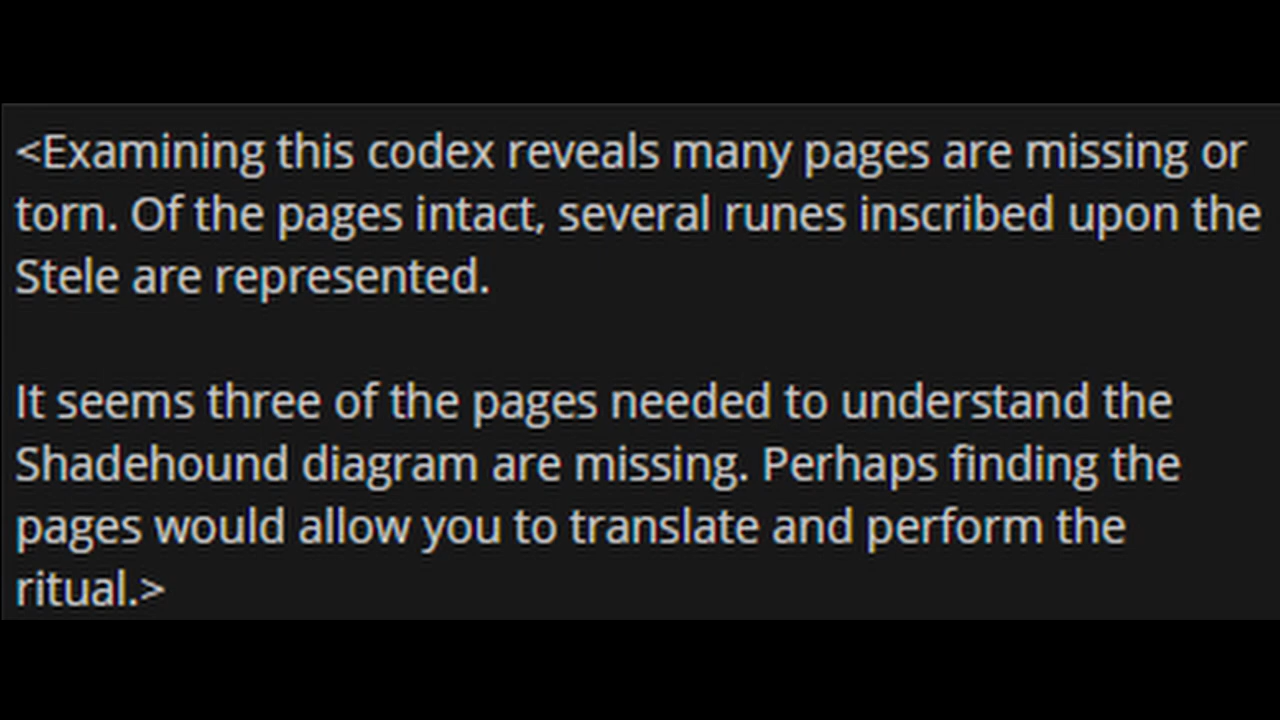 <Examining this codex reveals many pages are missing or
torn. Of the pages intact, several runes inscribed upon the
Stele are represented.
It seems three of the pages needed to understand the
Shadehound diagram are missing. Perhaps finding the
pages would allow you to translate and perform the
ritual.>